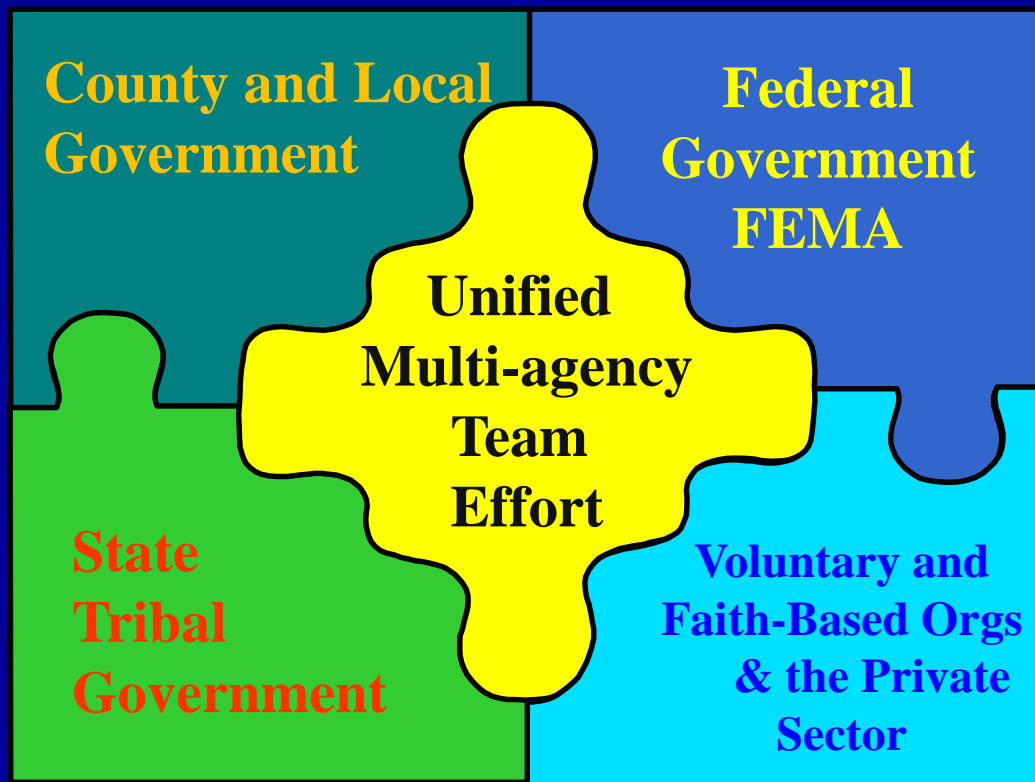 County and Local
Government
Federal
Government
FEMA
Unified
Multi-agency
Team
Effort
State
Tribal
Government
Voluntary and
Faith-Based Orgs
& the Private
Sector